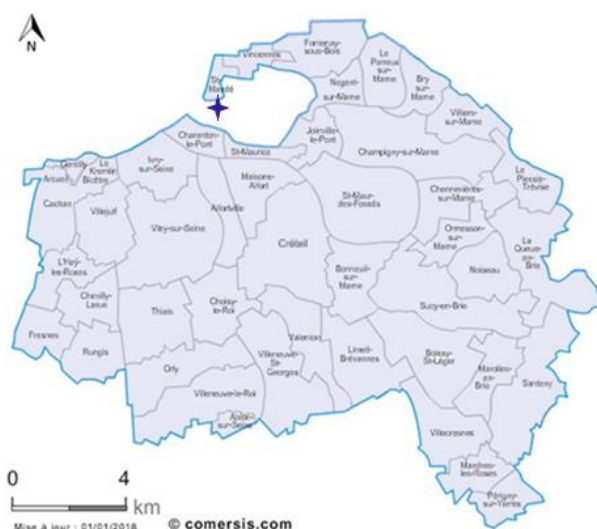 N
Vincennes
Fontenay-
sous-Bois
Le
Perreux
sur-
Marne
St-
Mandé
Nogent-
sur-Marne
Bry
sur-
Marne
Villiers-
sur-Marne
Charenton-
le-Pont
St-Maurice
Joinville-
le-Pont
Champigny-sur-Marne
Le Plessis-
Trévise
Gentilly
Le
Kremlin
Bicêtre
Arcueil
Ivry-
sur-Seine
Maisons-
Alfort
Cachan
Villejuif
Vitry-sur-Seine
Alfortville
St-Maur-
des-Fossés
Chennevières-
sur-Marne
Ormesson-
sur-
Marne
La
Queue-
en-Brie
L'Haÿ-
les-Roses
Créteil
Bonneuil-
sur-
Marne
Noiseau
Chevilly-
Larue
Thiais
Choisy-
le-Roi
Sucy-en-Brie
Fresnes
Rungis
Orly
Valenton
Villeneuve-
St-
Georges
Limeil-
Brévannes
Boissy-
St-Léger
Marolles-
en-
Brie
Santeny
Villeneuve-le-Roi
Ablon-
sur-Seine
Villecresnes
Mandres-
les-Roses
Périgny-
sur-Yerres
0 4
km
Mise à jour : 01/01/2018 © comersis.com